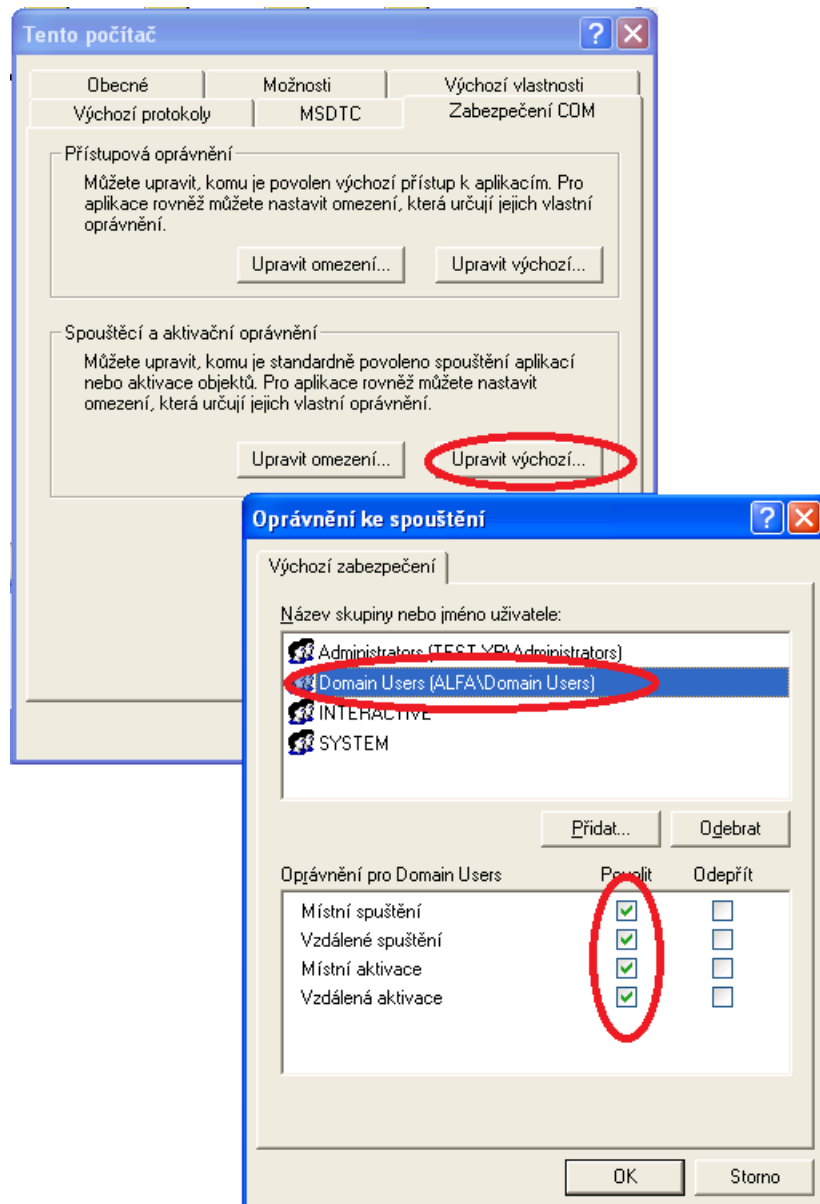 Tento počítač
Obecné
Možnosti
Výchozí vlastnosti
Výchozí protokoly
MSDTC
Zabezpečení COM
Přístupová oprávnění
Můžete upravit, komu je povolen výchozí přístup k aplikacím. Pro
aplikace rovněž můžete nastavit omezení, která určují jejich vlastní
oprávnění.
Upravit omezení...
Upravit výchozí...
Spouštěcí a aktivační oprávnění
Můžete upravit, komu je standardně povoleno spouštění aplikací
nebo aktivace objektů. Pro aplikace rovněž můžete nastavit
omezení, která určují jejich vlastní oprávnění.
Upravit omezení...
Upravit výchozí...
Oprávnění ke spouštění
Výchozí zabezpečení
Název skupiny nebo jméno uživatele:
Administrators (TEST-XP\Administrators)
Domain Users (ALFA\Domain Users)
INTERACTIVE
SYSTEM
Přidat...
Odebrat
Oprávnění pro Domain Users
Povolit
Odepřít
Místní spuštění
Vzdálené spuštění
Místní aktivace
Vzdálená aktivace
OK
Storno